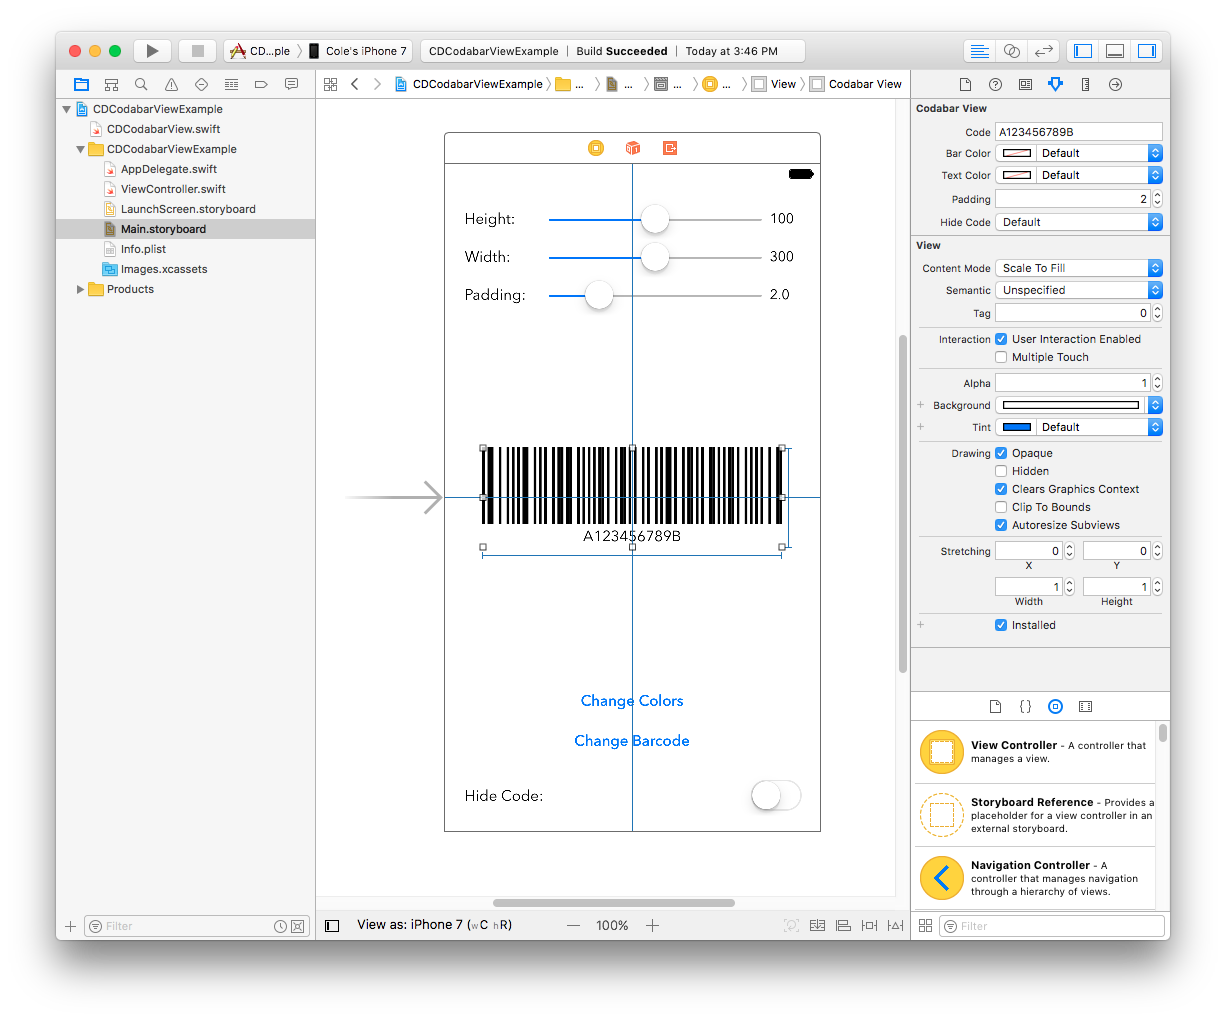 CD...ple
Cole's iPhone 7
CDCodabarViewExample | Build Succeeded | Today at 3:46 PM
CDCodabarViewExample
...
...
...
...
View
Codabar View
CDCodabarViewExample
CDCodabarView.swift
CDCodabarViewExample
AppDelegate.swift
ViewController.swift
LaunchScreen.storyboard
Main.storyboard
Info.plist
Images.xcassets
Products
Filter
Height:
100
Width:
300
Padding:
2.0
A123456789B
Change Colors
Change Barcode
Hide Code:
View as: iPhone 7 (wC hR)
100%
Codabar View
Code A123456789B
Bar Color Default
Text Color Default
Padding 2
Hide Code Default
View
Content Mode Scale To Fill
Semantic Unspecified
Tag 0
Interaction User Interaction Enabled
Multiple Touch
Alpha 1
Background
Tint Default
Drawing Opaque
Hidden
Clears Graphics Context
Clip To Bounds
Autoresize Subviews
Stretching 0 0
X Y
1 1
Width Height
Installed
{}
View Controller - A controller that
manages a view.
Storyboard Reference - Provides a
placeholder for a view controller in an
external storyboard.
Navigation Controller - A
controller that manages navigation
through a hierarchy of views.
Filter